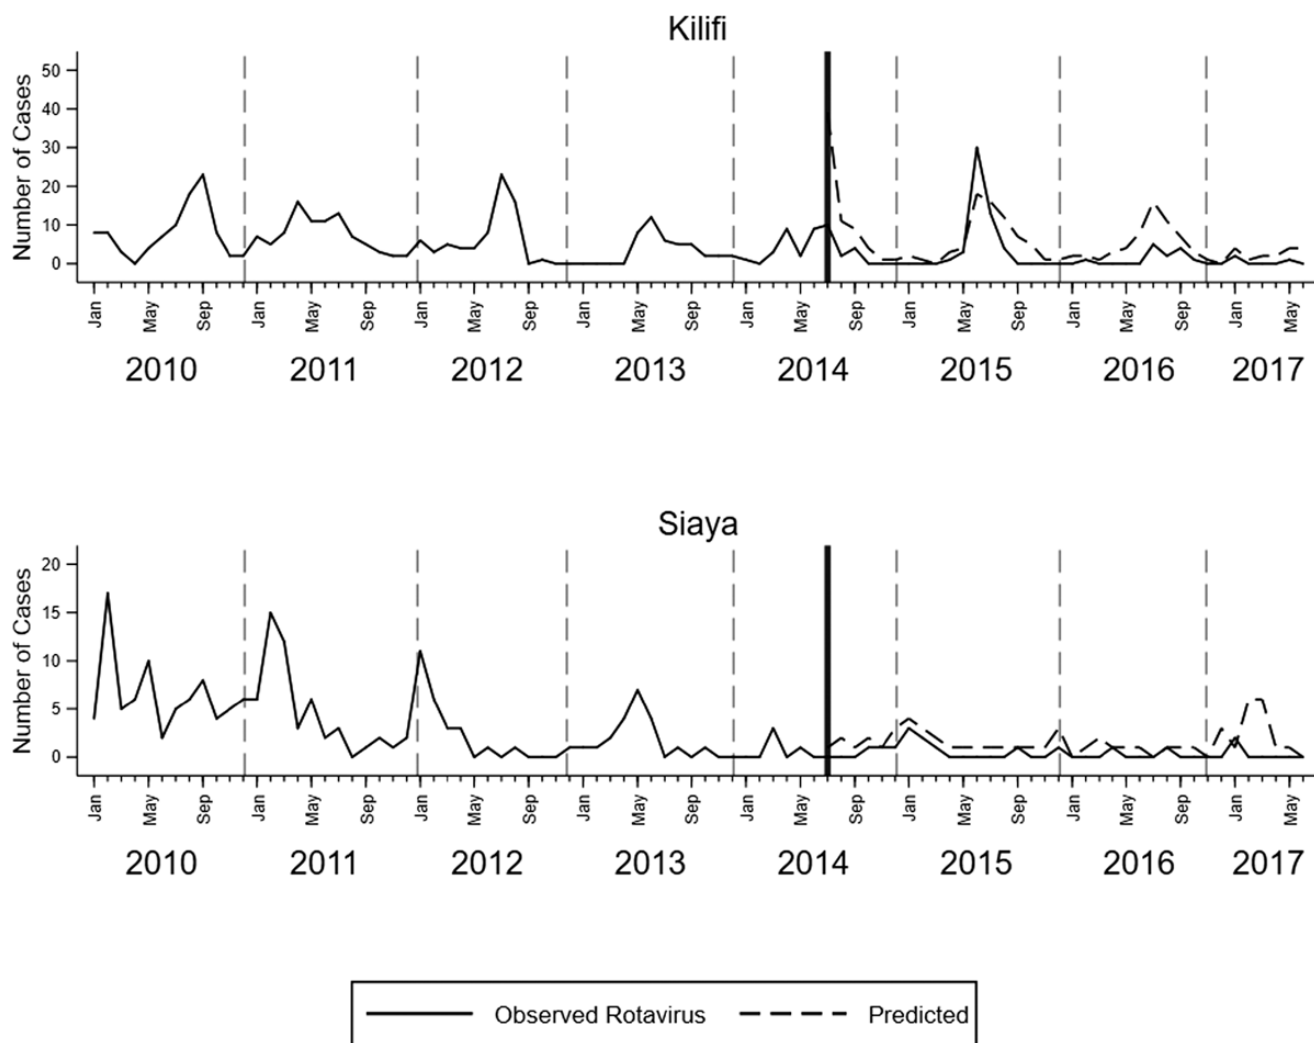 Kilifi
Number of Cases
50
40
30
20
10
0
Jan May Sep Jan May Sep Jan May Sep Jan May Sep Jan May Sep Jan May Sep Jan May Sep Jan May
2010 2011 2012 2013 2014 2015 2016 2017
Siaya
Number of Cases
20
15
10
5
0
Jan May Sep Jan May Sep Jan May Sep Jan May Sep Jan May Sep Jan May Sep Jan May Sep Jan May
2010 2011 2012 2013 2014 2015 2016 2017
Observed Rotavirus Predicted